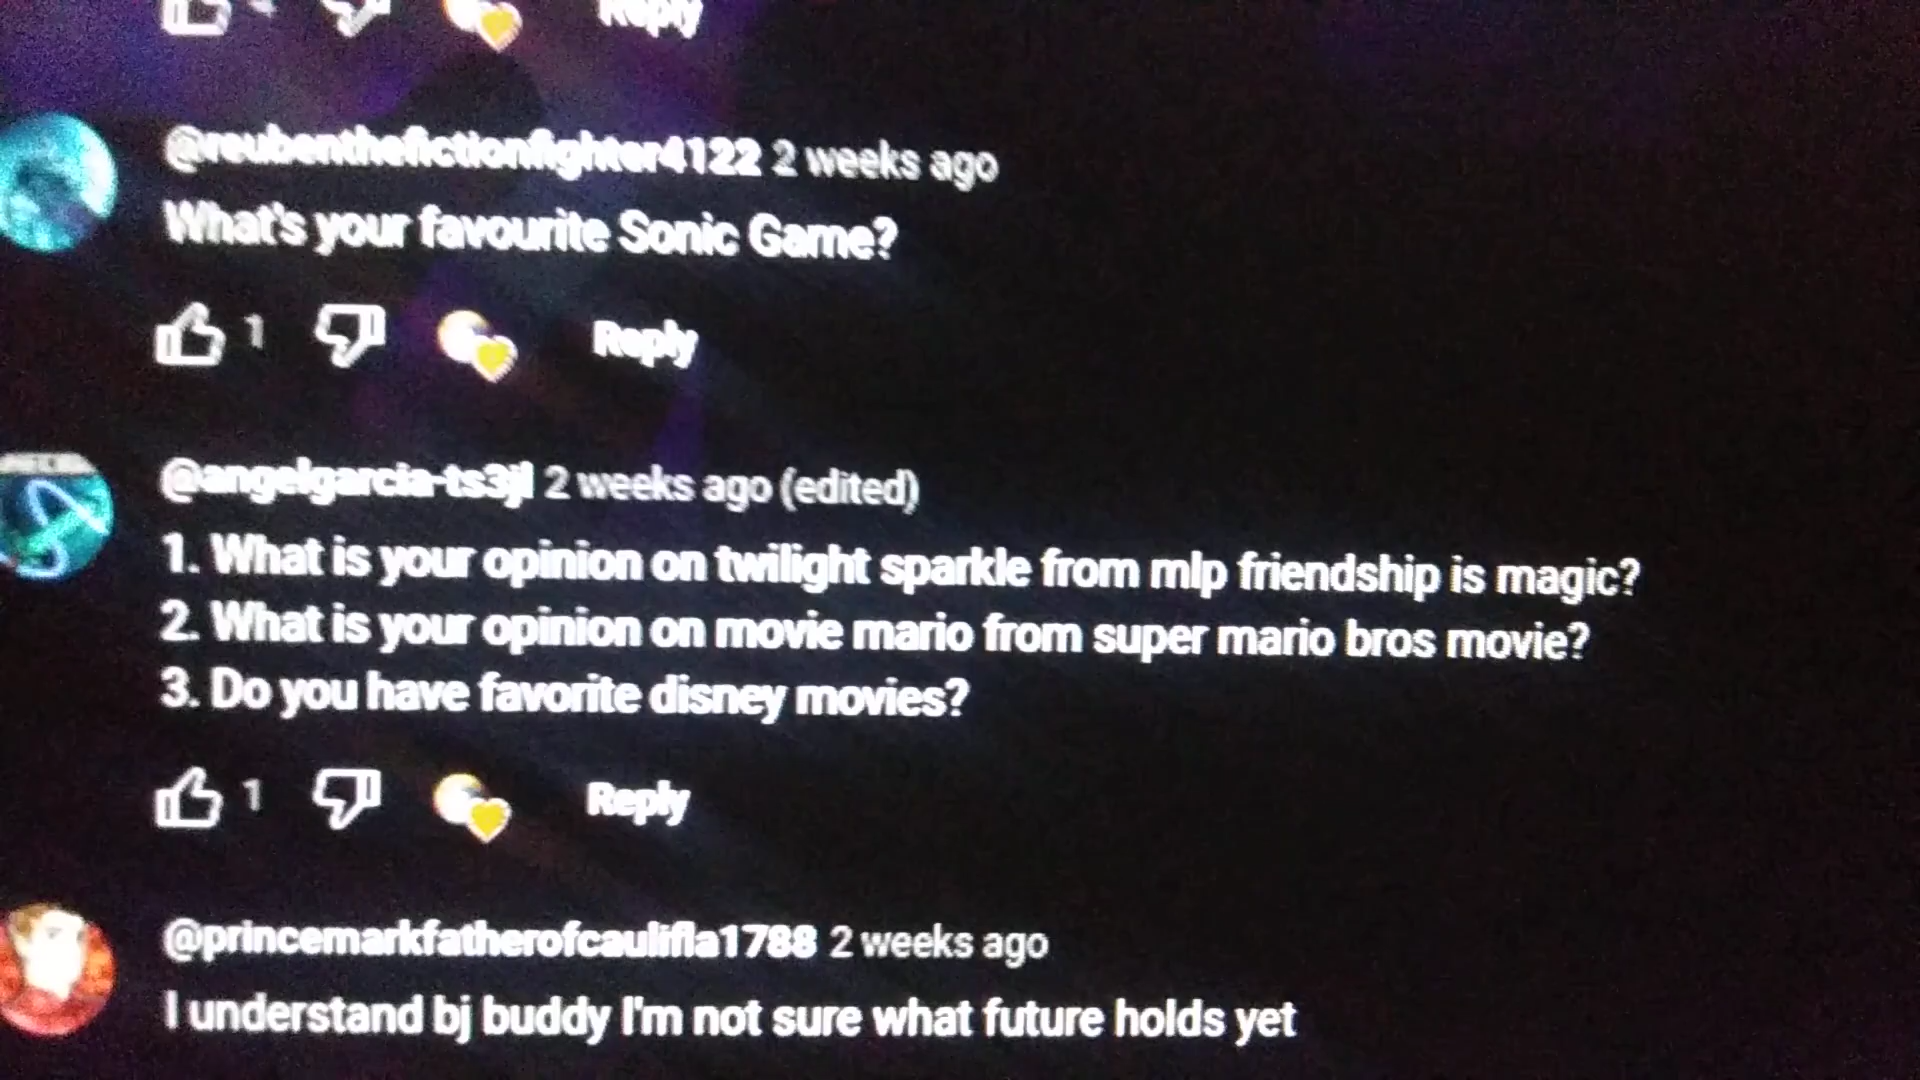 Reply
@reubenthefictionfighter4122 2 weeks ago
What's your favourite Sonic Game?
1 Reply
@angelgarcia-ts3jl 2 weeks ago (edited)
1. What is your opinion on twilight sparkle from mlp friendship is magic?
2. What is your opinion on movie mario from super mario bros movie?
3. Do you have favorite disney movies?
1 Reply
@princemarkfatherofcaulifla1788 2 weeks ago
I understand bj buddy I'm not sure what future holds yet